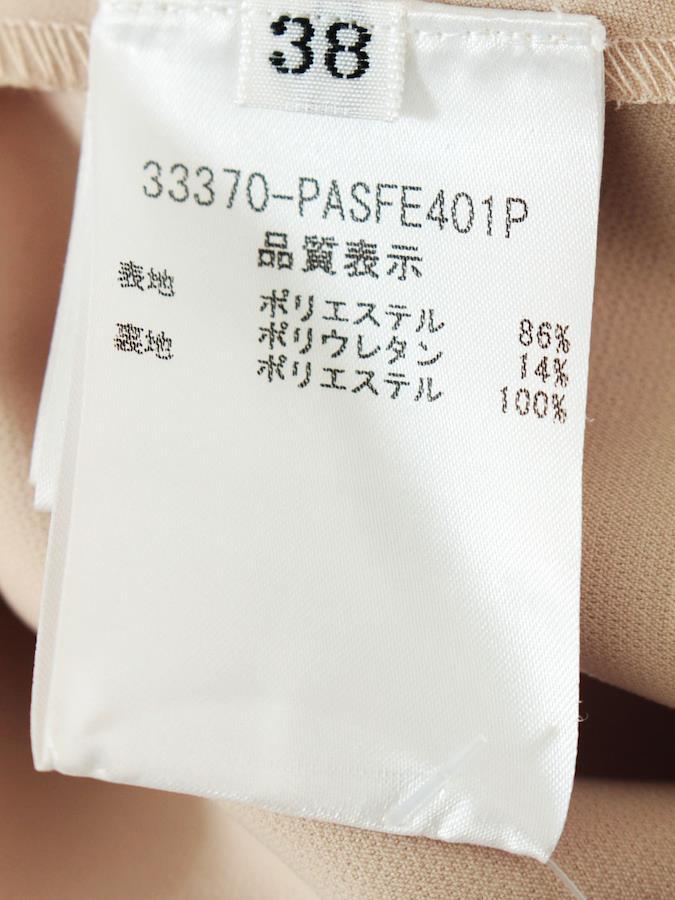 38
33370-PASFE401P
品質表示
表地 ポリエステル 86%
ポリウレタン 14%
裏地 ポリエステル 100%